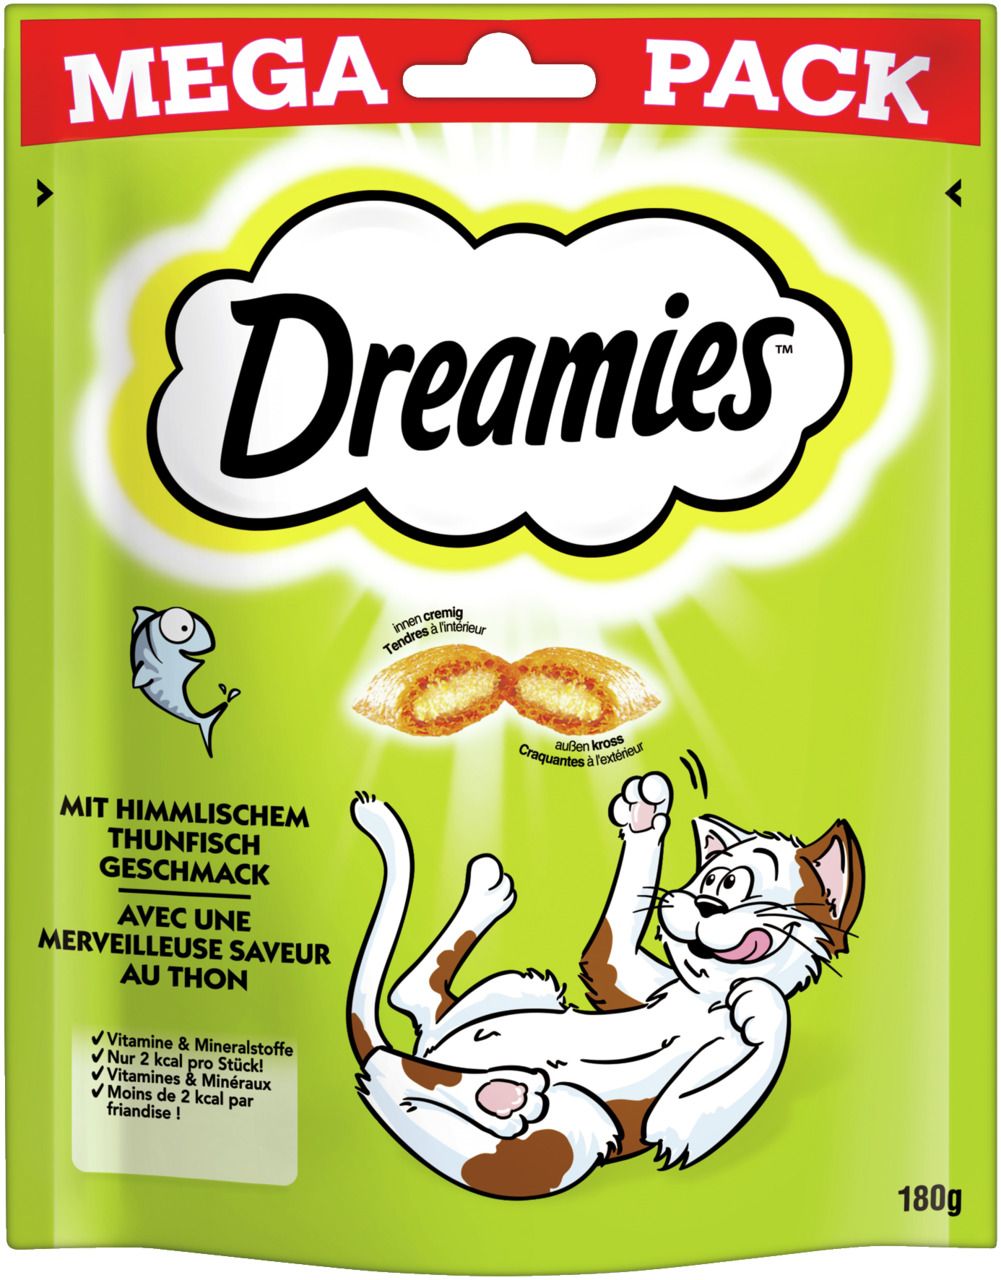 MEGA PACK
Dreamies™
innen cremig
Tendres à l'intérieur
außen kross
Craquantes à l'extérieur
MIT HIMMLISCHEM
THUNFISCH
GESCHMACK
AVEC UNE
MERVEILLEUSE SAVEUR
AU THON
✓ Vitamine & Mineralstoffe
✓ Nur 2 kcal pro Stück!
✓ Vitamines & Minéraux
✓ Moins de 2 kcal par
friandise !
180g